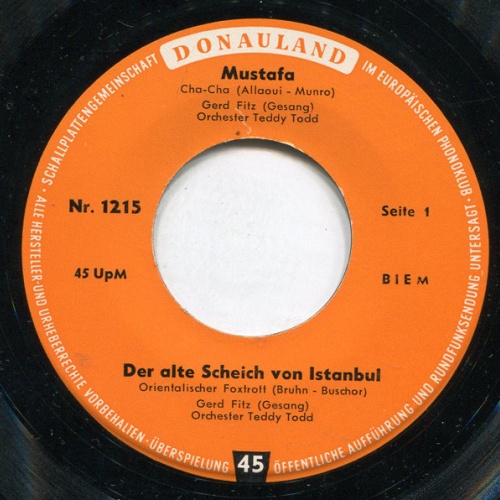 DONAULAND
SCHALLPLATTENGEMEINSCHAFT
IM EUROPÄISCHEN PHONOKLUB ·
Mustafa
Cha-Cha (Allaoui - Munro)
Gerd Fitz (Gesang)
Orchester Teddy Todd
Nr. 1215
Seite 1
45 UpM
BIEM
Der alte Scheich von Istanbul
Orientalischer Foxtrott (Bruhn - Buschor)
Gerd Fitz (Gesang)
Orchester Teddy Todd
· ALLE HERSTELLER-UND URHEBERRECHTE VORBEHALTEN · ÜBERSPIELUNG
45
ÖFFENTLICHE AUFFÜHRUNG UND RUNDFUNKSENDUNG UNTERSAGT ·